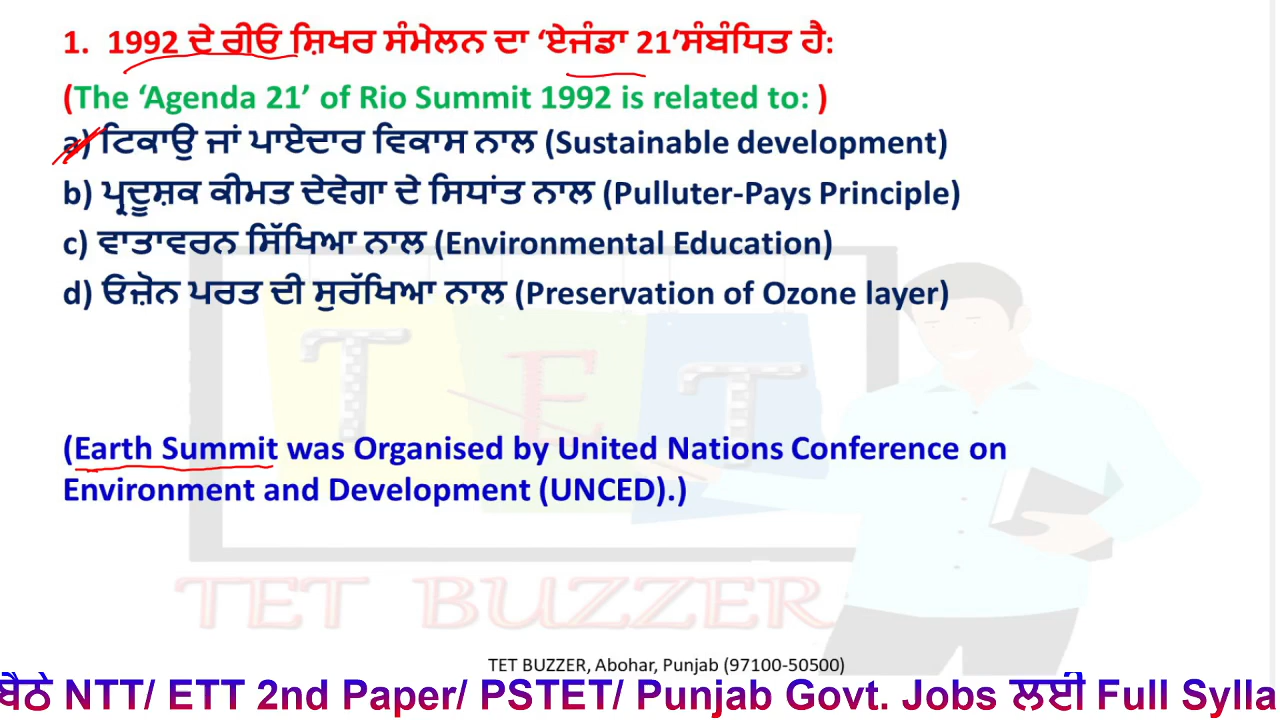 1. 1992 ਦੇ ਰੀਓ ਸ਼ਿਖਰ ਸੰਮੇਲਨ ਦਾ ‘ਏਜੰਡਾ 21’ਸੰਬੰਧਿਤ ਹੈ:
(The ‘Agenda 21’ of Rio Summit 1992 is related to: )
a) ਟਿਕਾਊ ਜਾਂ ਪਾਏਦਾਰ ਵਿਕਾਸ ਨਾਲ (Sustainable development)
b) ਪ੍ਰਦੂਸ਼ਕ ਕੀਮਤ ਦੇਵੇਗਾ ਦੇ ਸਿਧਾਂਤ ਨਾਲ (Pulluter-Pays Principle)
c) ਵਾਤਾਵਰਨ ਸਿੱਖਿਆ ਨਾਲ (Environmental Education)
d) ਓਜ਼ੋਨ ਪਰਤ ਦੀ ਸੁਰੱਖਿਆ ਨਾਲ (Preservation of Ozone layer)
T E T
(Earth Summit was Organised by United Nations Conference on
Environment and Development (UNCED).)
TET BUZZER
TET BUZZER, Abohar, Punjab (97100-50500)
ਬੈਠੇ NTT/ ETT 2nd Paper/ PSTET/ Punjab Govt. Jobs ਲਈ Full Sylla